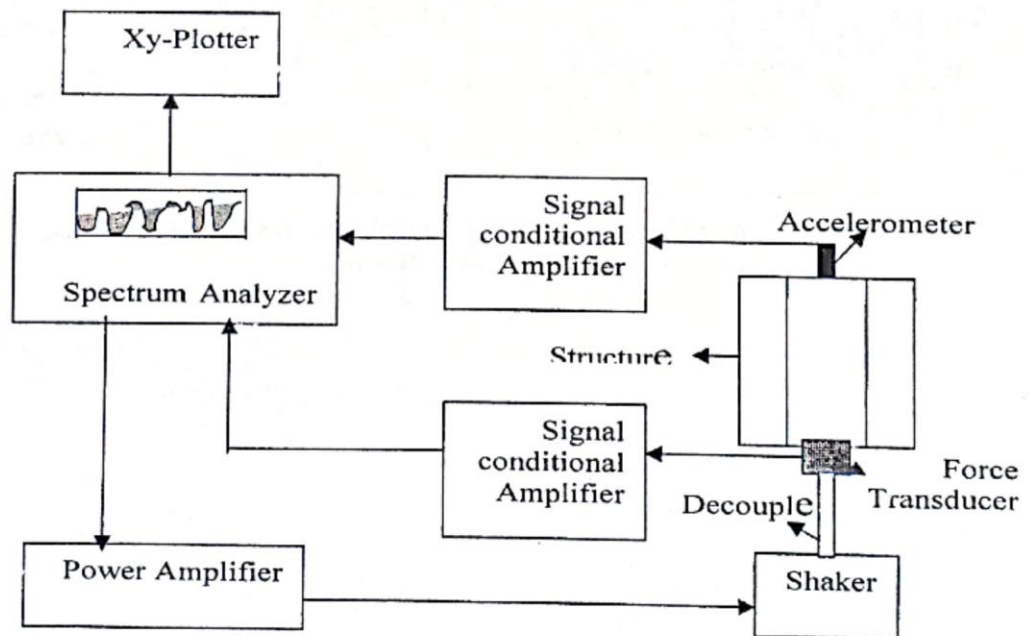 Xy-Plotter
Spectrum Analyzer
Signal
conditional
Amplifier
Accelerometer
Structure
Signal
conditional
Amplifier
Force
Transducer
Decouple
Power Amplifier
Shaker